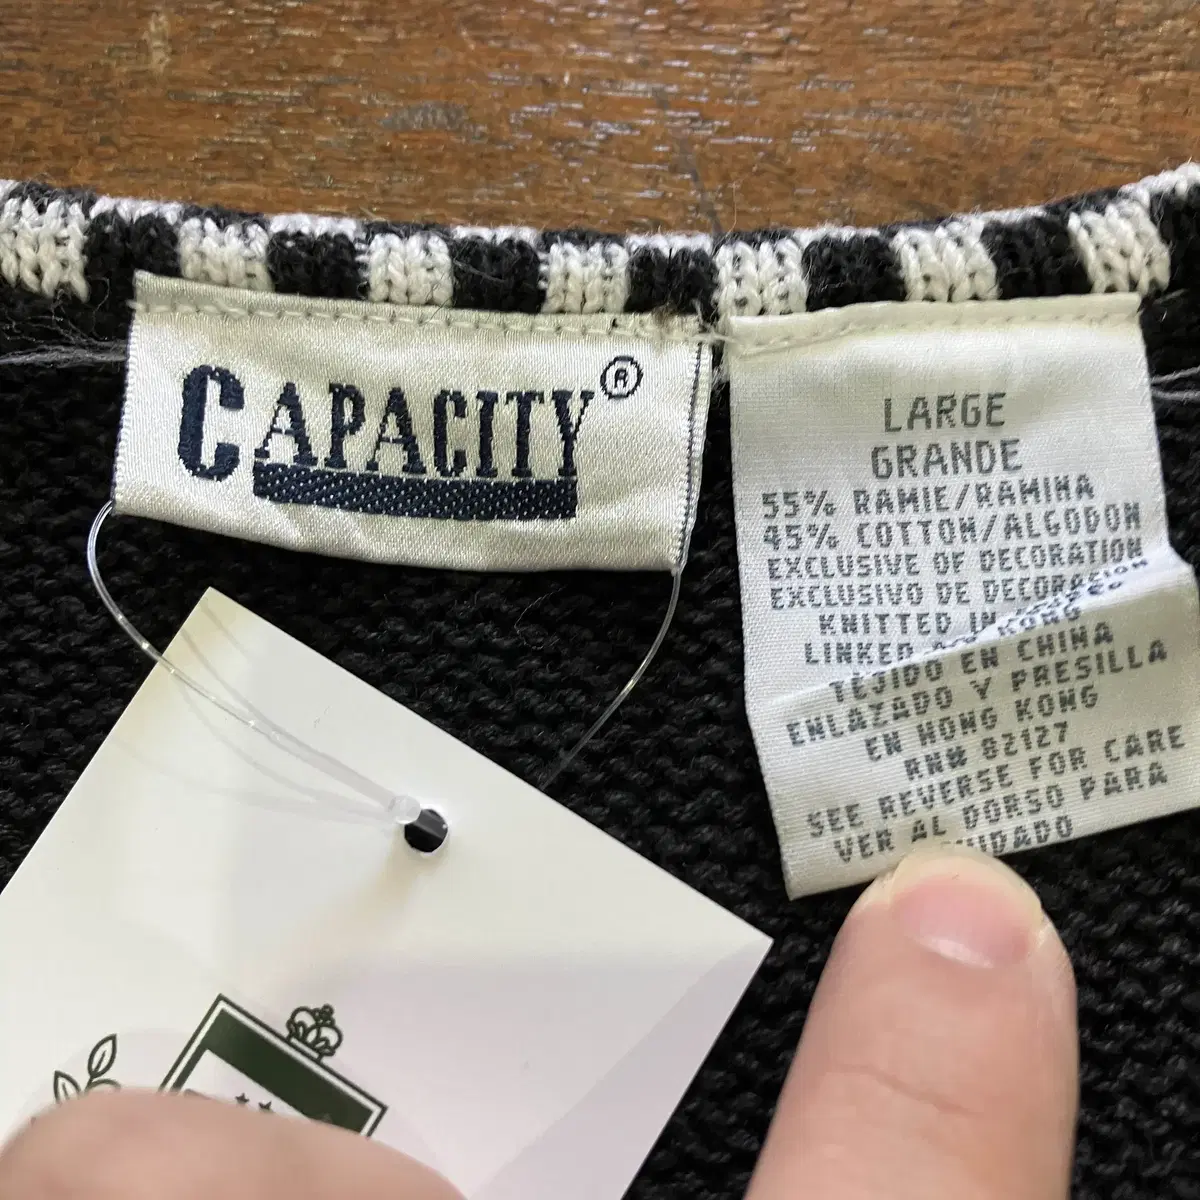 CAPACITY®
LARGE
GRANDE
55% RAMIE/RAMINA
45% COTTON/ALGODON
EXCLUSIVE OF DECORATION
EXCLUSIVO DE DECORACION
KNITTED IN
LINKED KONG
TEJIDO EN CHINA
ENLAZADO Y PRESILLA
EN HONG KONG
RN# 82127
SEE REVERSE FOR CARE
VER AL DORSO PARA